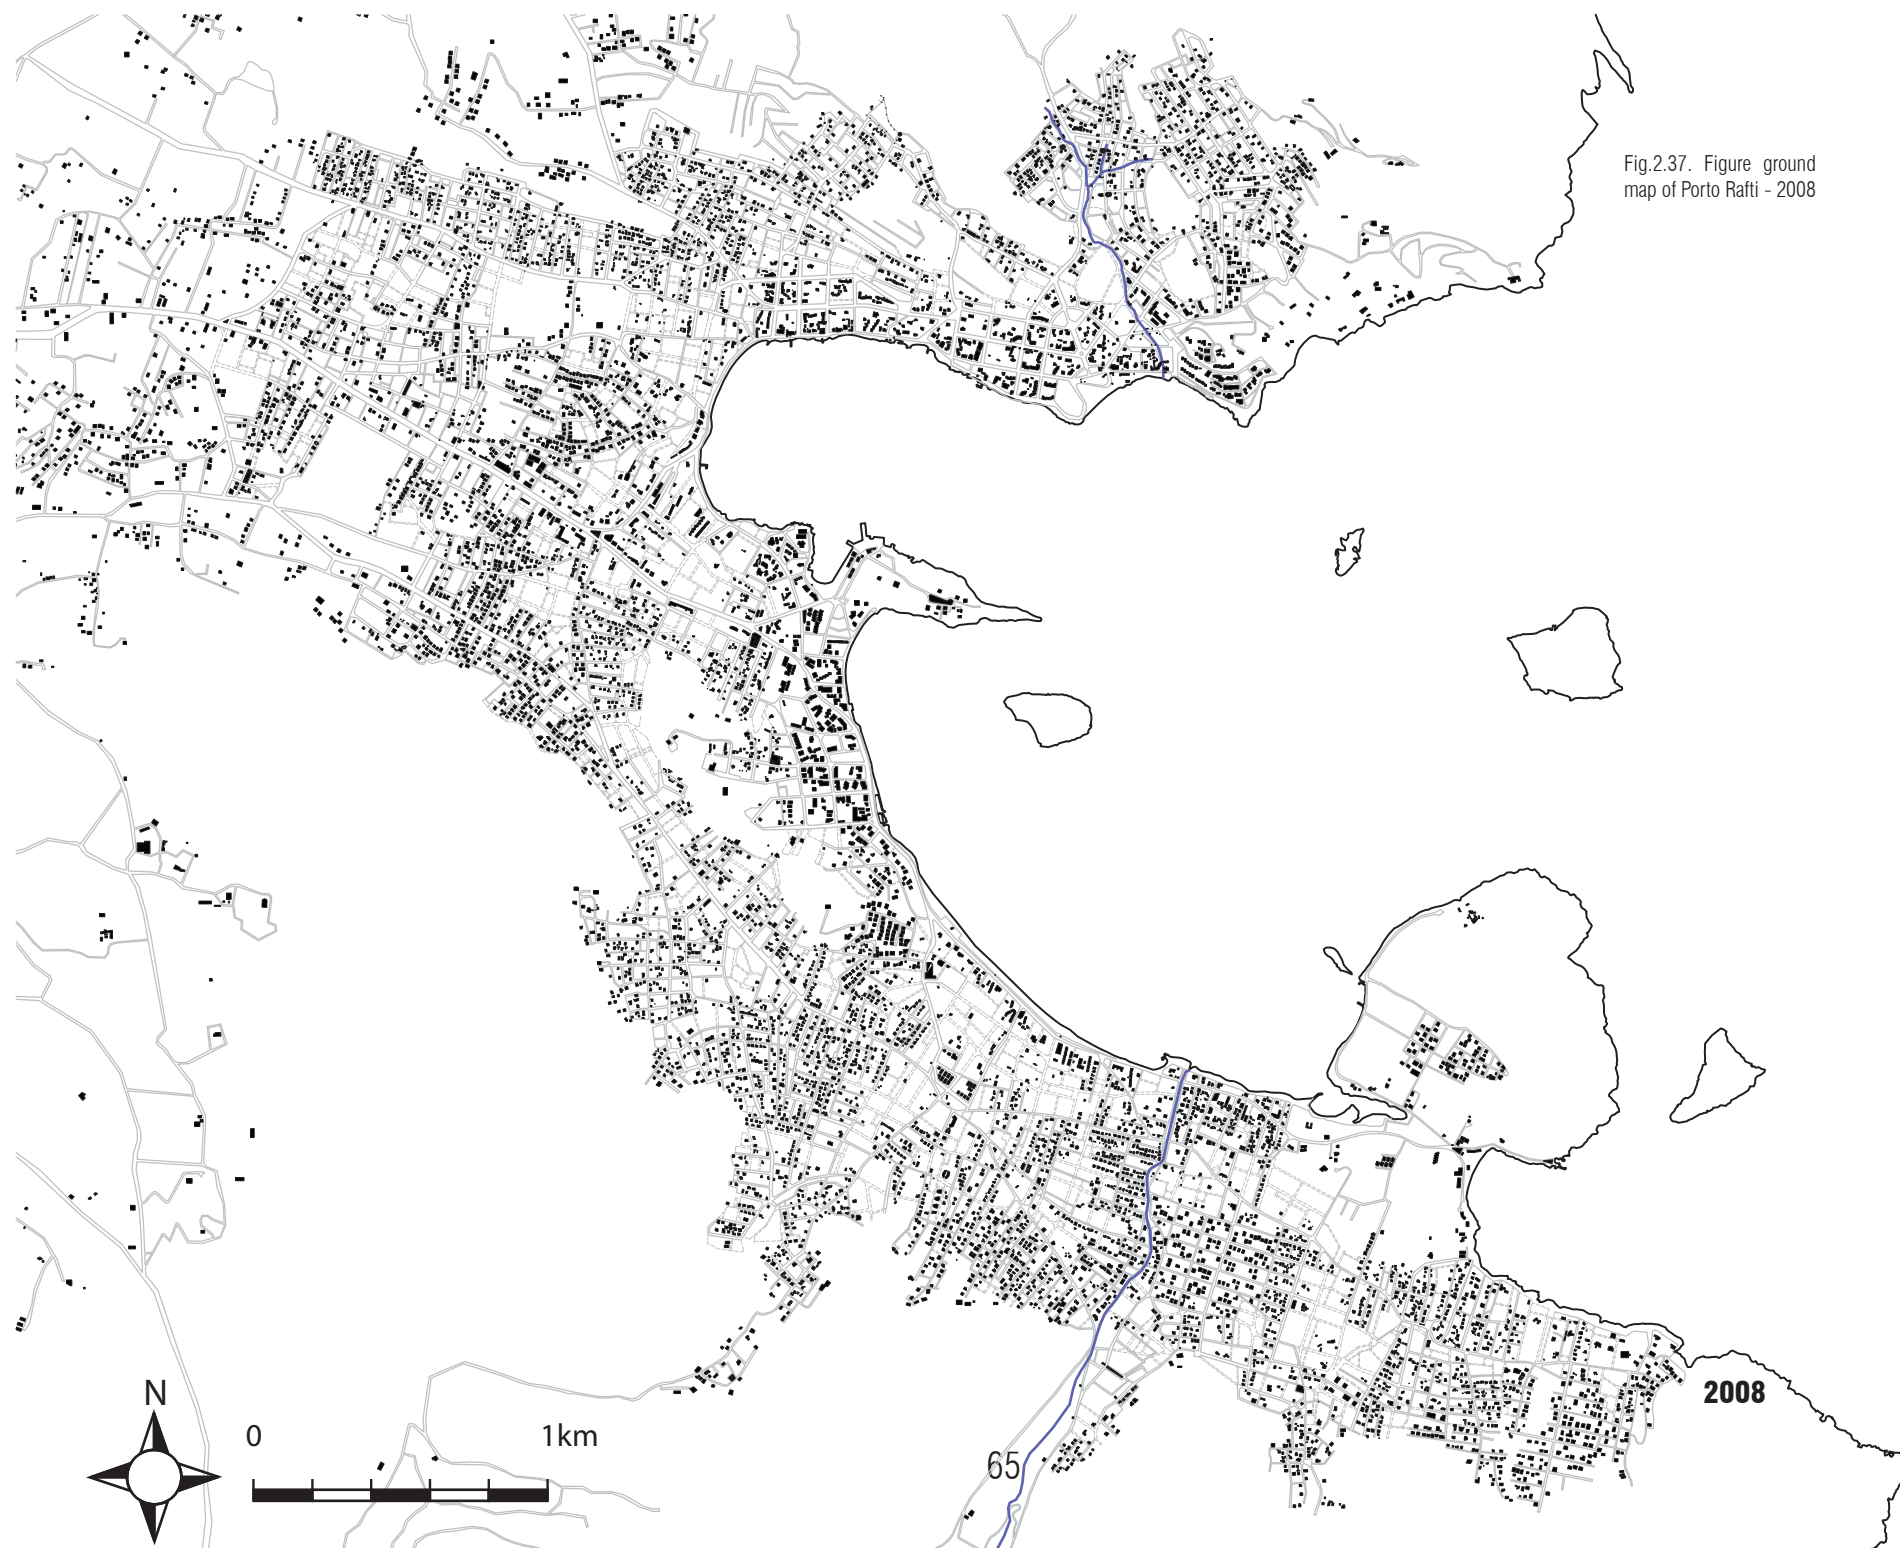 Fig.2.37. Figure ground
map of Porto Rafti - 2008
2008
N
0 1km
65